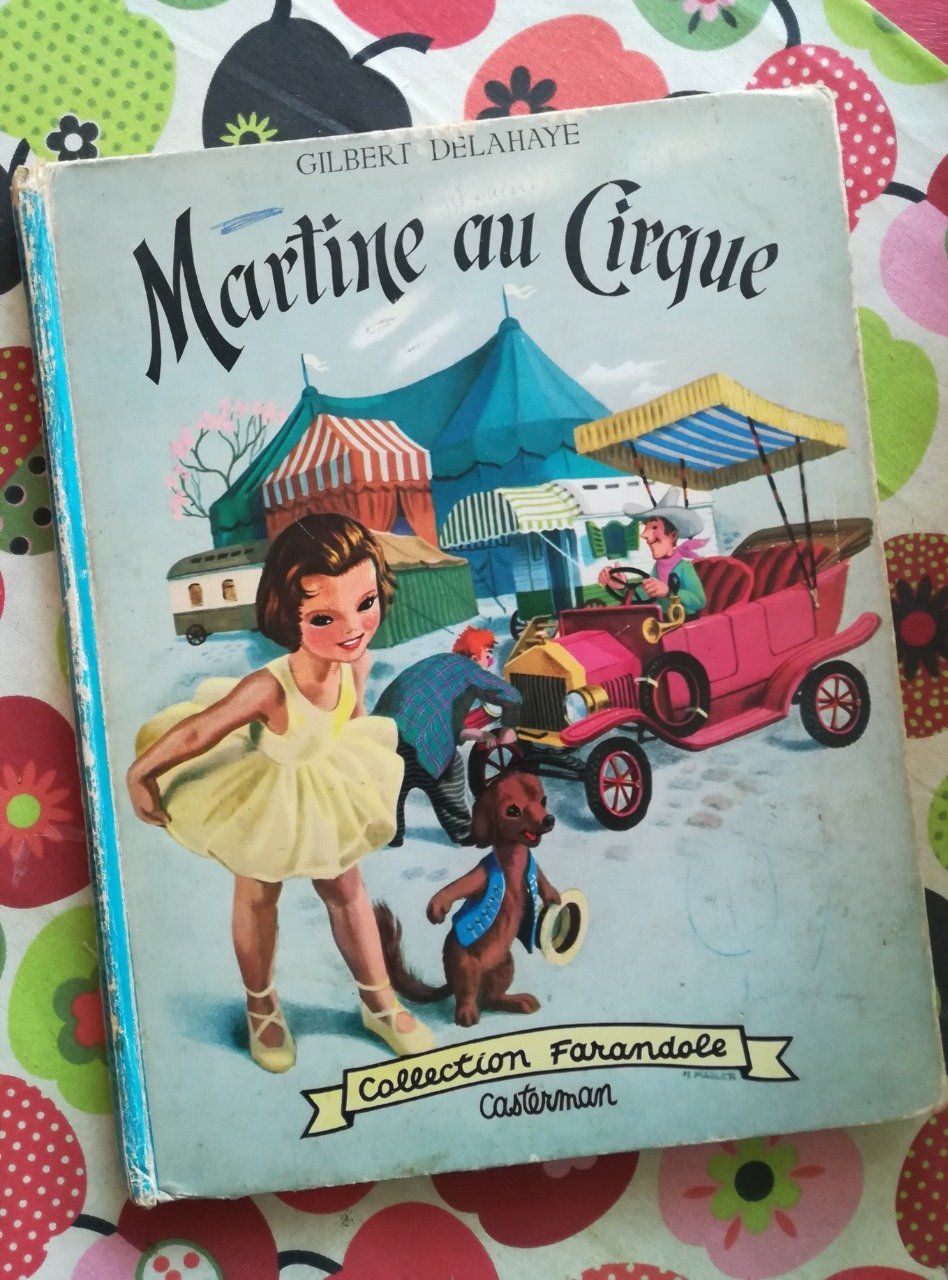 GILBERT DELAHAYE
Martine au Cirque
Collection Farandole
Casterman